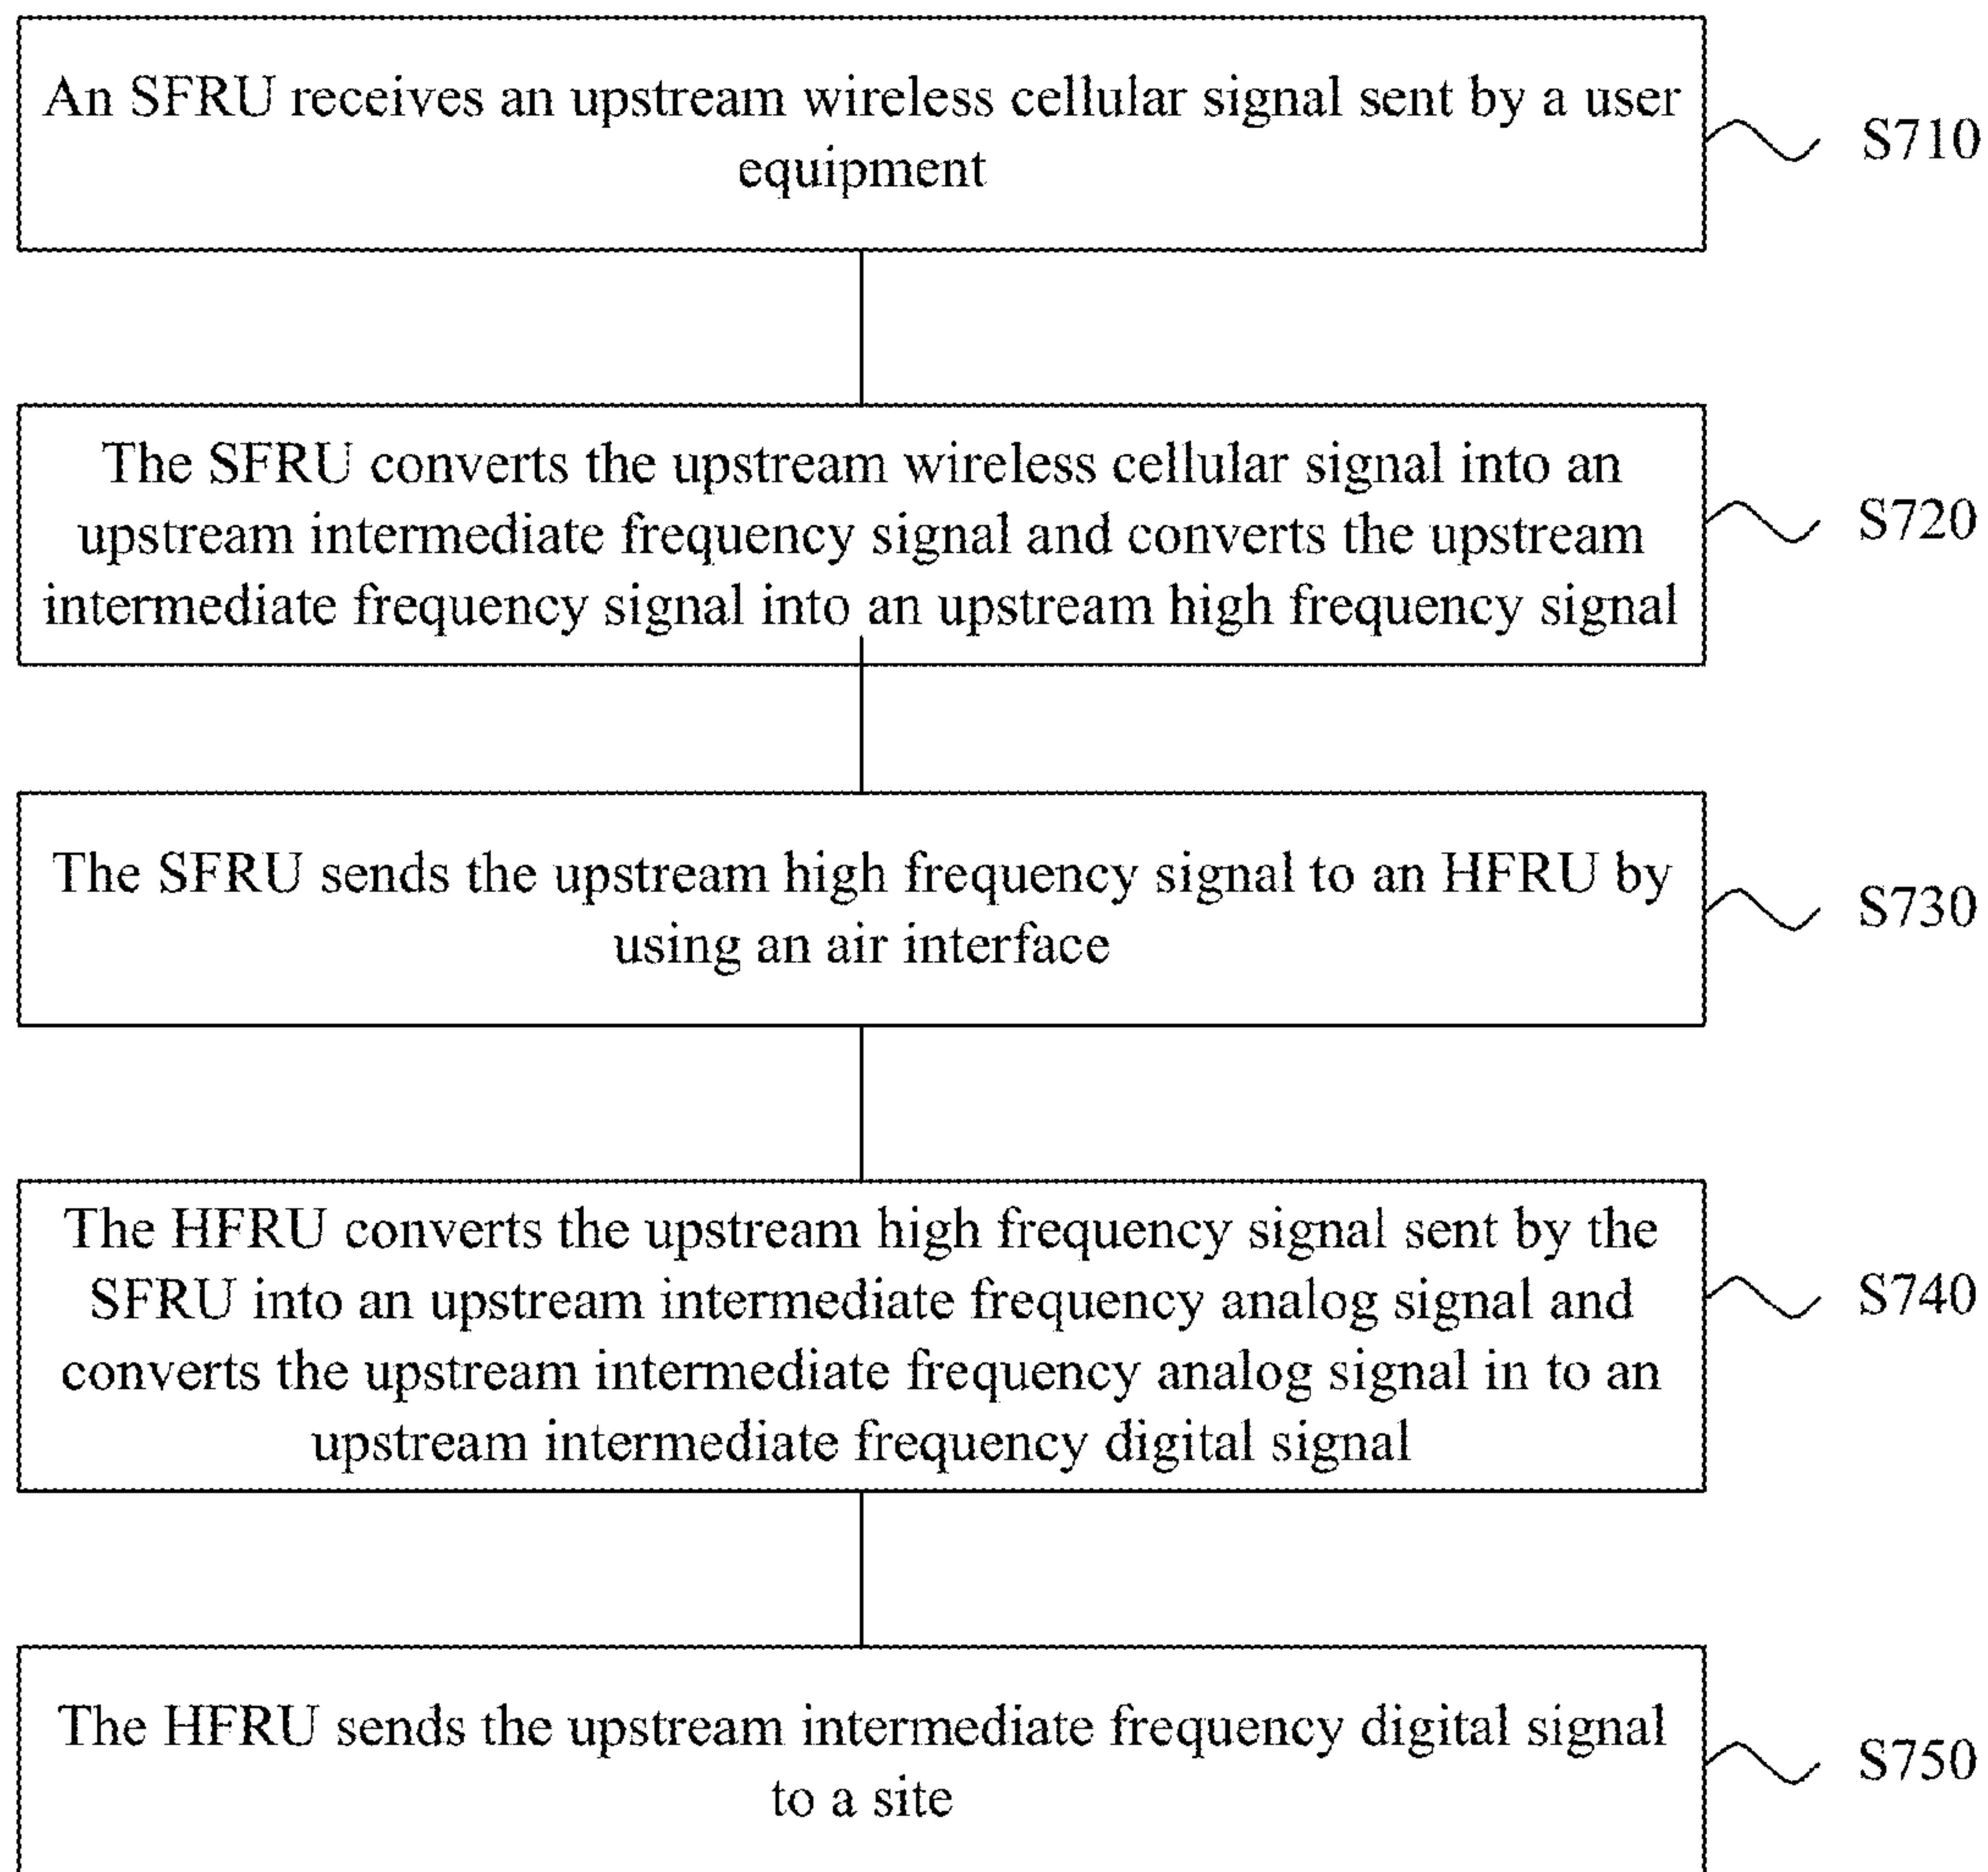 An SFRU receives an upstream wireless cellular signal sent by a user
equipment
S710
The SFRU converts the upstream wireless cellular signal into an
upstream intermediate frequency signal and converts the upstream
intermediate frequency signal into an upstream high frequency signal
S720
The SFRU sends the upstream high frequency signal to an HFRU by
using an air interface
S730
The HFRU converts the upstream high frequency signal sent by the
SFRU into an upstream intermediate frequency analog signal and
converts the upstream intermediate frequency analog signal in to an
upstream intermediate frequency digital signal
S740
The HFRU sends the upstream intermediate frequency digital signal
to a site
S750